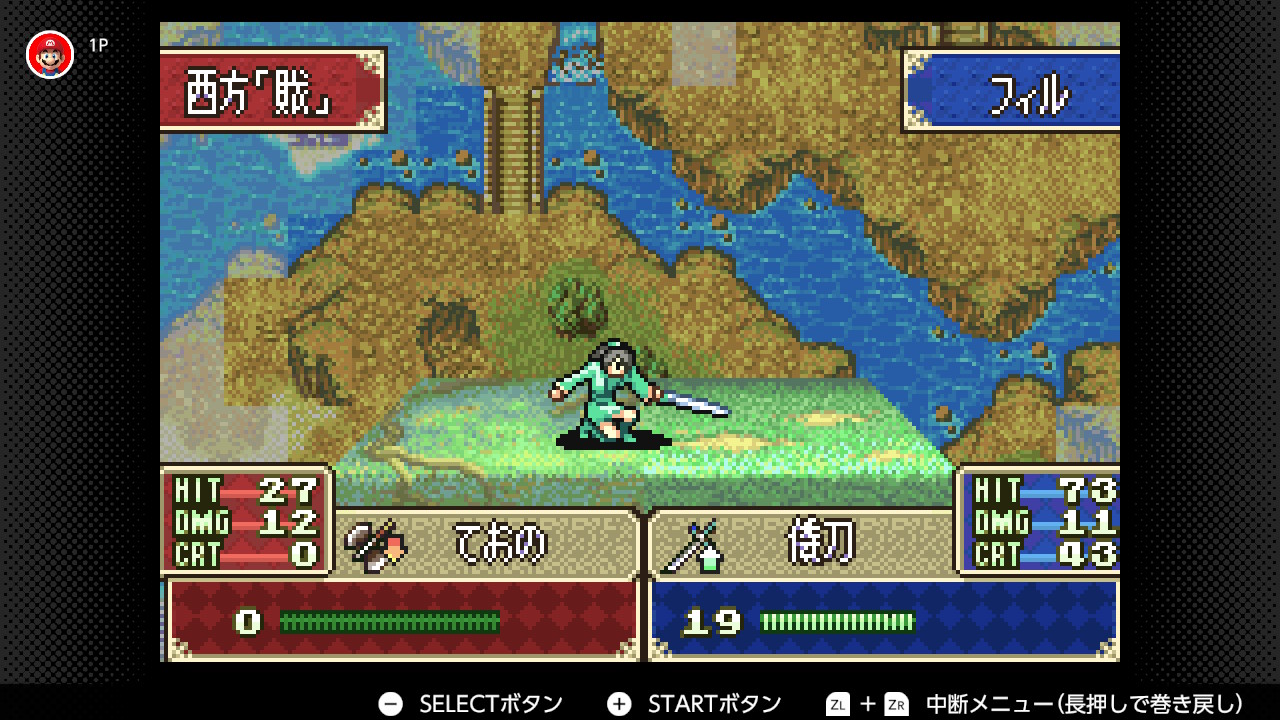 1P
西方「賊」
フィル
HIT 27
DMG 12
CRT 0
ておの
倭刀
HIT 73
DMG 11
CRT 43
0
19
SELECTボタン
STARTボタン
ZL + ZR 中断メニュー(長押しで巻き戻し)